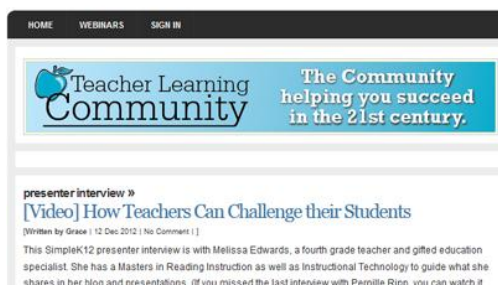 HOME WEBINARS SIGN IN
Teacher Learning
Community
The Community
helping you succeed
in the 21st century.
presenter interview »
[Video] How Teachers Can Challenge their Students
[Written by Grace | 12 Dec 2012 | No Comment | ]
This SimpleK12 presenter interview is with Melissa Edwards, a fourth grade teacher and gifted education
specialist. She has a Masters in Reading Instruction as well as Instructional Technology to guide what she
shares in her blog and presentations. (If you missed the last interview with Pernille Ripp, you can watch it